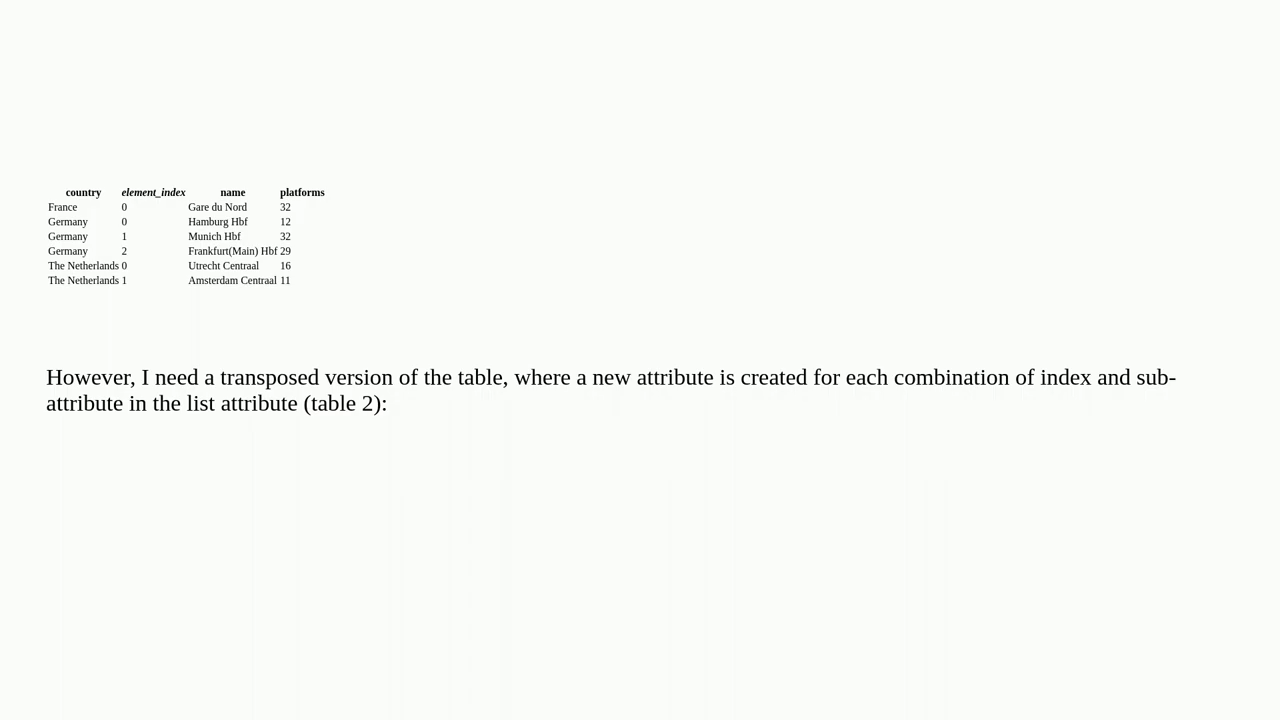 country element_index name platforms
France 0 Gare du Nord 32
Germany 0 Hamburg Hbf 12
Germany 1 Munich Hbf 32
Germany 2 Frankfurt(Main) Hbf 29
The Netherlands 0 Utrecht Centraal 16
The Netherlands 1 Amsterdam Centraal 11
However, I need a transposed version of the table, where a new attribute is created for each combination of index and sub-
attribute in the list attribute (table 2):